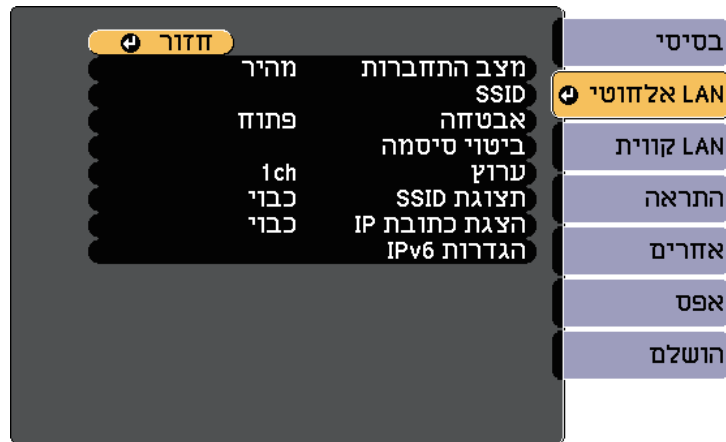 חזור
מצב התחברות מהיר
SSID
אבטחה פתוח
ביטוי סיסמה
ערוץ 1ch
תצוגת SSID כבוי
הצגת כתובת IP כבוי
הגדרות IPv6
בסיסי
LAN אלחוטי
LAN קווית
התראה
אחרים
אפס
הושלם